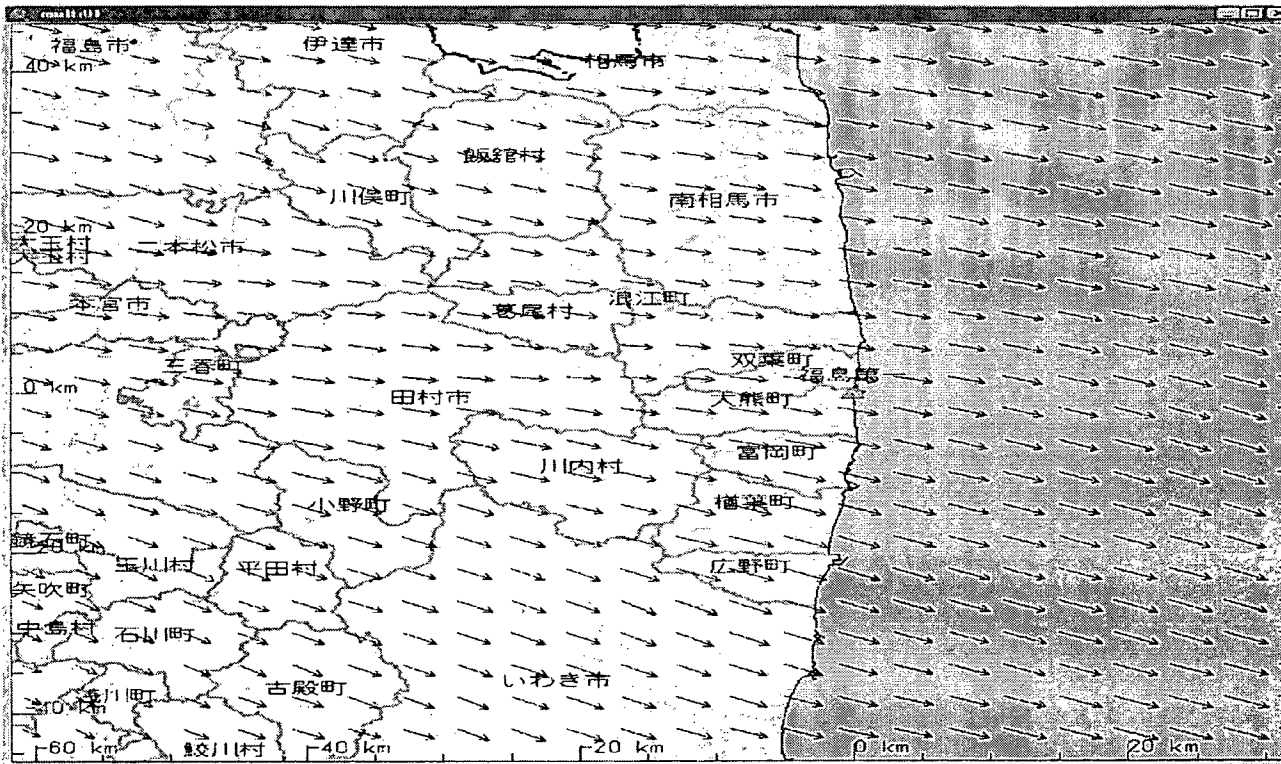 福島市
伊達市
40 km
相馬市
飯舘村
川俣町
南相馬市
20 km
大玉村
二本松市
本宮市
葛尾村
浪江町
三春町
双葉町
福島第
0 km
田村市
大熊町
川内村
富岡町
小野町
楢葉町
鏡石町
玉川村
平田村
広野町
矢吹町
中島村
石川町
浅川町
古殿町
いわき市
-40 km
鮫川村
-60 km
-40 km
-20 km
0 km
20 km